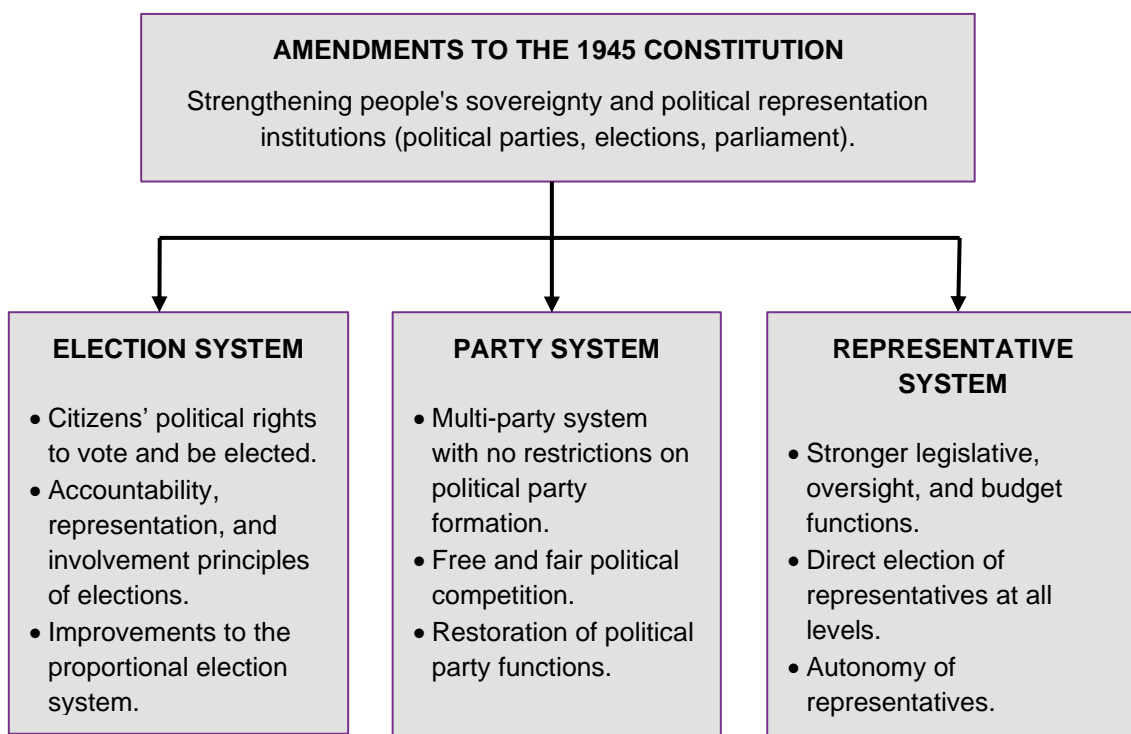 AMENDMENTS TO THE 1945 CONSTITUTION
Strengthening people's sovereignty and political representation
institutions (political parties, elections, parliament).
ELECTION SYSTEM
• Citizens’ political rights
to vote and be elected.
• Accountability,
representation, and
involvement principles
of elections.
• Improvements to the
proportional election
system.
PARTY SYSTEM
• Multi-party system
with no restrictions on
political party
formation.
• Free and fair political
competition.
• Restoration of political
party functions.
REPRESENTATIVE
SYSTEM
• Stronger legislative,
oversight, and budget
functions.
• Direct election of
representatives at all
levels.
• Autonomy of
representatives.